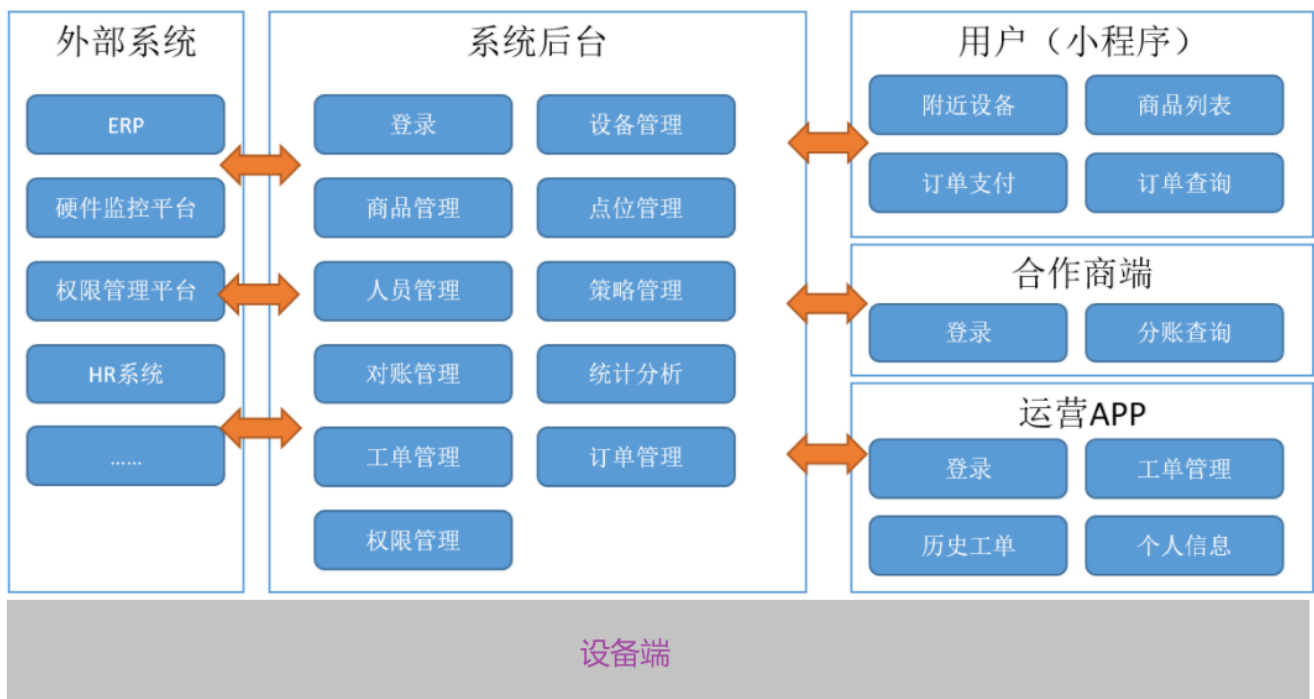 外部系统
ERP
硬件监控平台
权限管理平台
HR系统
……
系统后台
登录
设备管理
商品管理
点位管理
人员管理
策略管理
对账管理
统计分析
工单管理
订单管理
权限管理
用户（小程序）
附近设备
商品列表
订单支付
订单查询
合作商端
登录
分账查询
运营APP
登录
工单管理
历史工单
个人信息
设备端